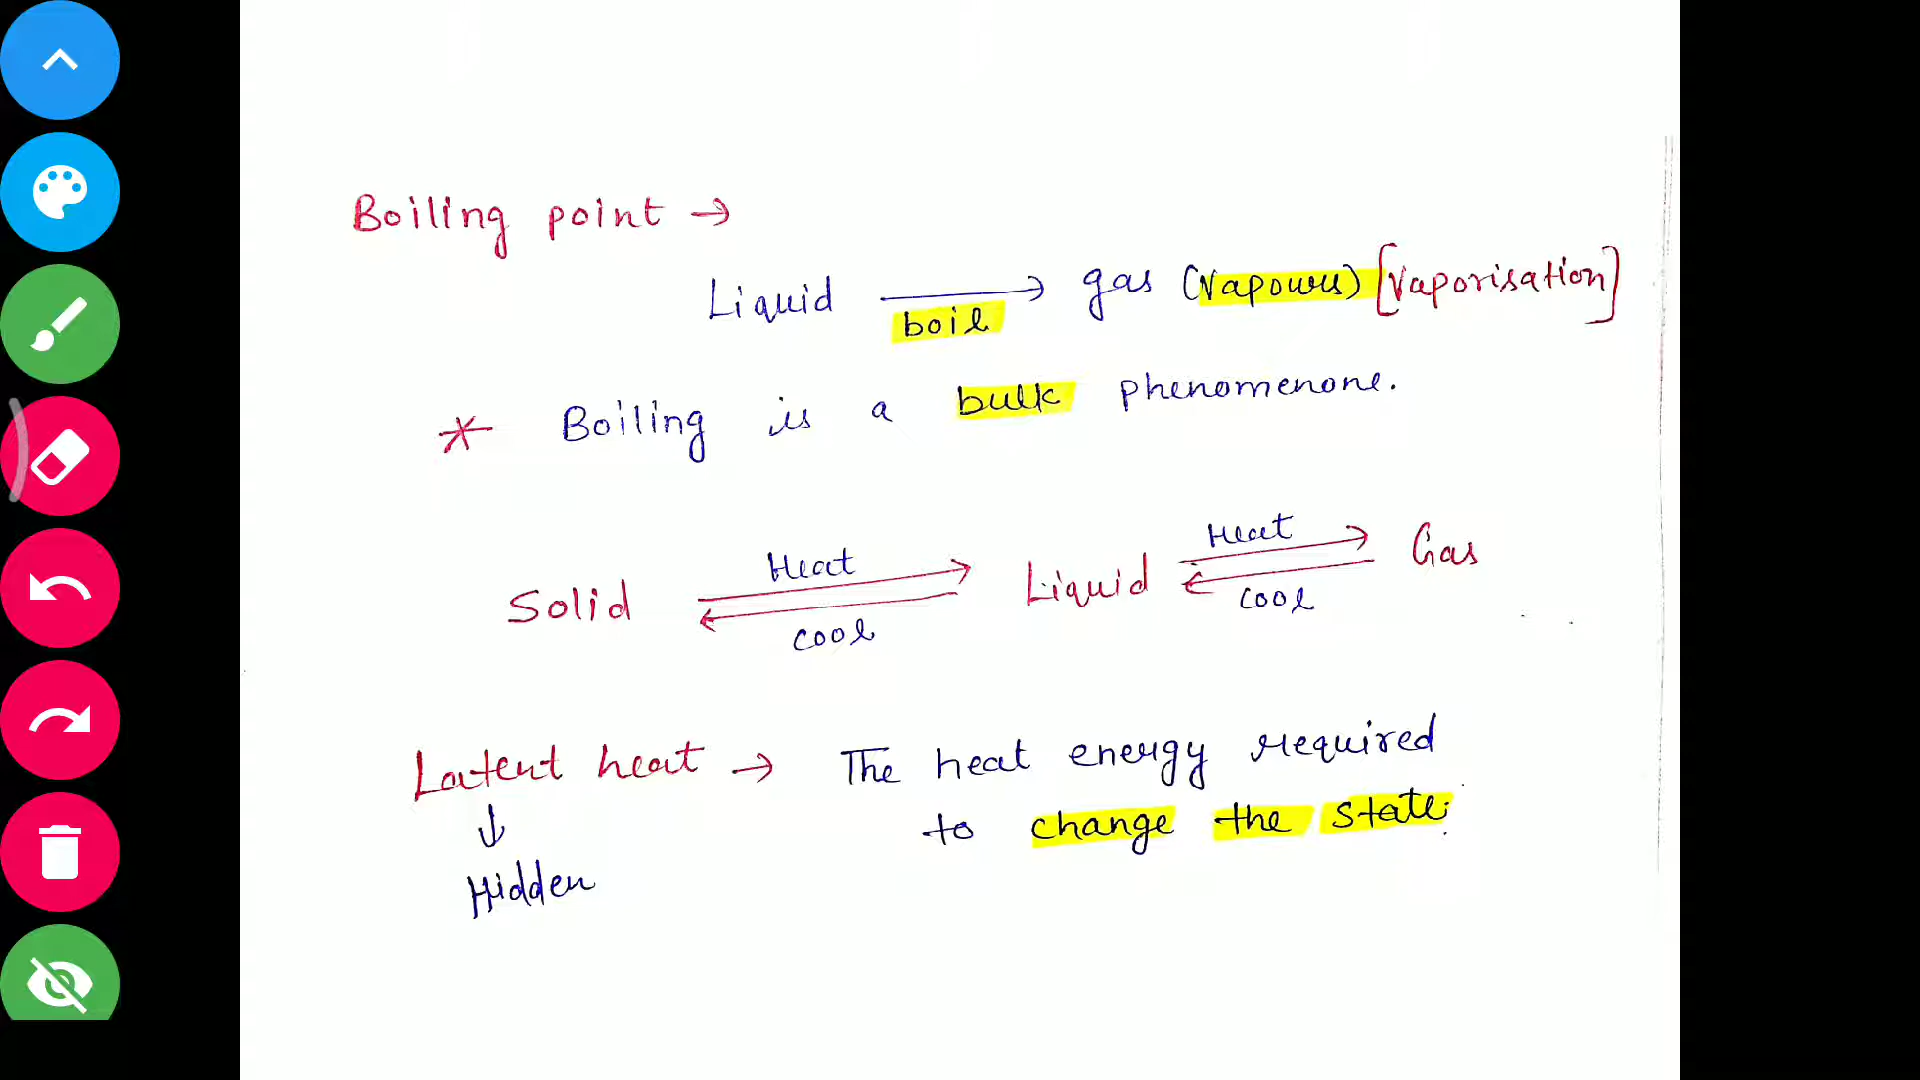 Boiling point →
Liquid → gas (Vapours) [Vaporisation]
boil
* Boiling is a bulk phenomenone.
Heat Heat
Solid ⇌ Liquid ⇌ Gas
cool cool
Latent heat → The heat energy required
↓ to change the state.
Hidden